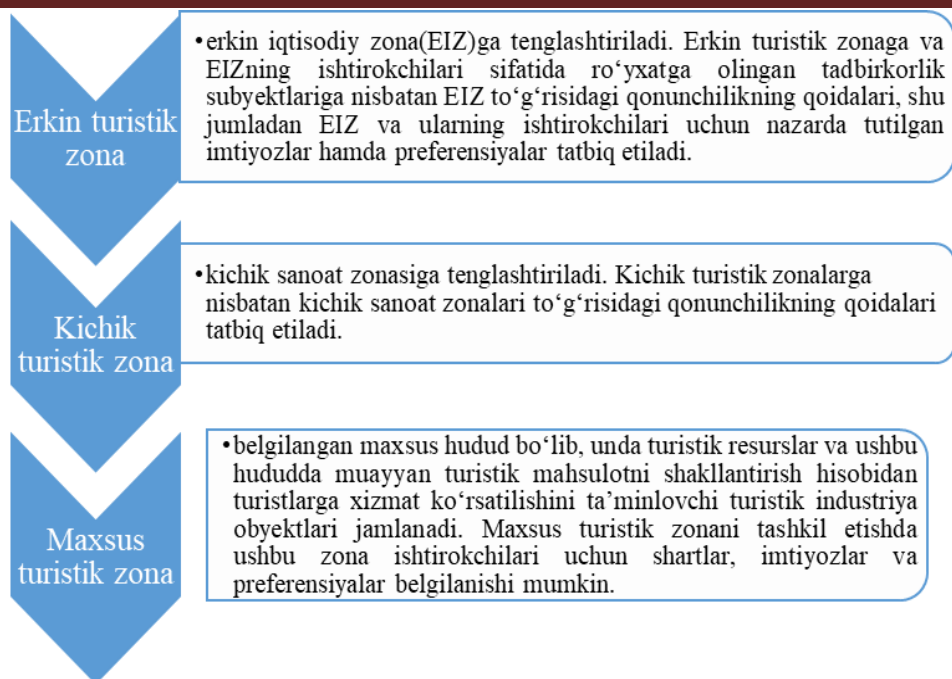 Erkin turistik
zona
•erkin iqtisodiy zona(EIZ)ga tenglashtiriladi. Erkin turistik zonaga va
EIZning ishtirokchilari sifatida ro‘yxatga olingan tadbirkorlik
subyektlariga nisbatan EIZ to‘g‘risidagi qonunchilikning qoidalari, shu
jumladan EIZ va ularning ishtirokchilari uchun nazarda tutilgan
imtiyozlar hamda preferensiyalar tatbiq etiladi.
Kichik
turistik zona
•kichik sanoat zonasiga tenglashtiriladi. Kichik turistik zonalarga
nisbatan kichik sanoat zonalari to‘g‘risidagi qonunchilikning qoidalari
tatbiq etiladi.
Maxsus
turistik zona
•belgilangan maxsus hudud bo‘lib, unda turistik resurslar va ushbu
hududda muayyan turistik mahsulotni shakllantirish hisobidan
turistlarga xizmat ko‘rsatilishini ta’minlovchi turistik industriya
obyektlari jamlanadi. Maxsus turistik zonani tashkil etishda
ushbu zona ishtirokchilari uchun shartlar, imtiyozlar va
preferensiyalar belgilanishi mumkin.